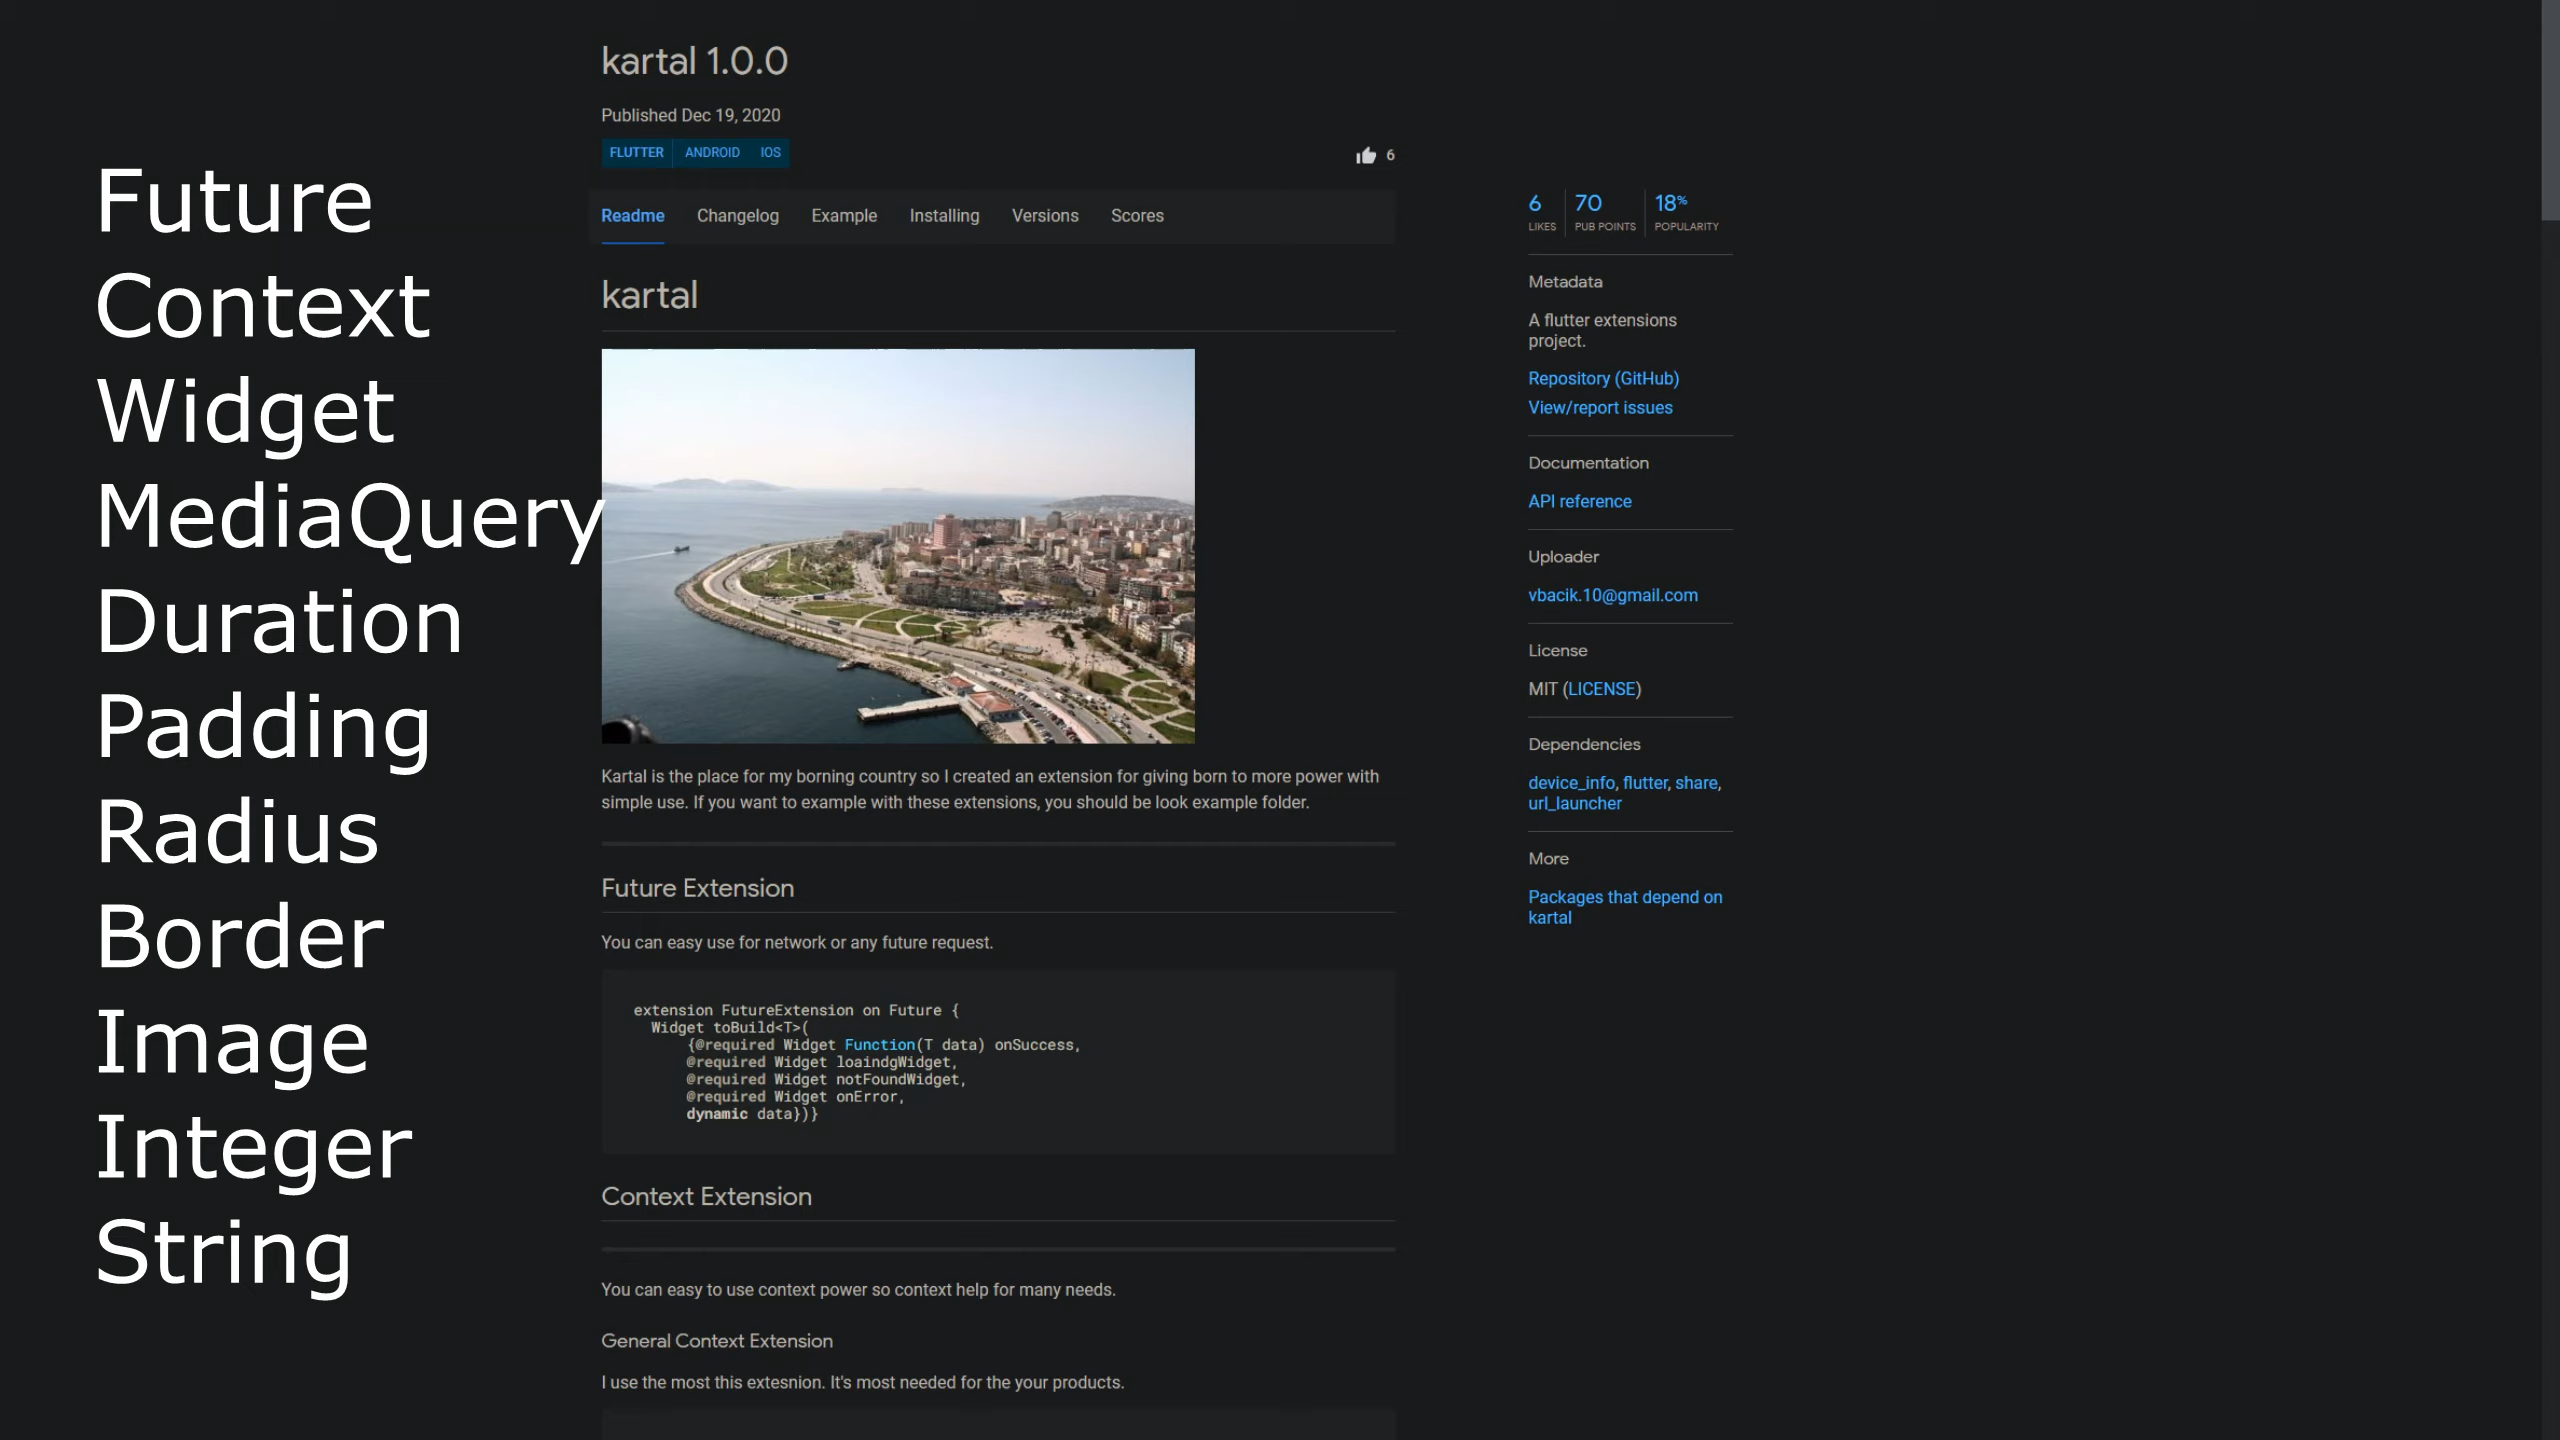 Future
Context
Widget
MediaQuery
Duration
Padding
Radius
Border
Image
Integer
String
kartal 1.0.0
Published Dec 19, 2020
FLUTTER ANDROID IOS
6
Readme Changelog Example Installing Versions Scores
kartal
Kartal is the place for my borning country so I created an extension for giving born to more power with
simple use. If you want to example with these extensions, you should be look example folder.
Future Extension
You can easy use for network or any future request.
extension FutureExtension on Future {
Widget toBuild<T>(
{@required Widget Function(T data) onSuccess,
@required Widget loaindgWidget,
@required Widget notFoundWidget,
@required Widget onError,
dynamic data})}
Context Extension
You can easy to use context power so context help for many needs.
General Context Extension
I use the most this extesnion. It's most needed for the your products.
6 70 18%
LIKES PUB POINTS POPULARITY
Metadata
A flutter extensions
project.
Repository (GitHub)
View/report issues
Documentation
API reference
Uploader
vbacik.10@gmail.com
License
MIT (LICENSE)
Dependencies
device_info, flutter, share,
url_launcher
More
Packages that depend on
kartal